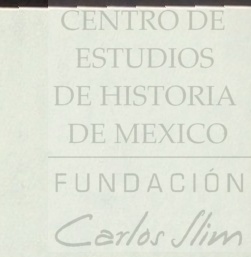 CENTRO DE
ESTUDIOS
DE HISTORIA
DE MEXICO
FUNDACIÓN
Carlos Slim